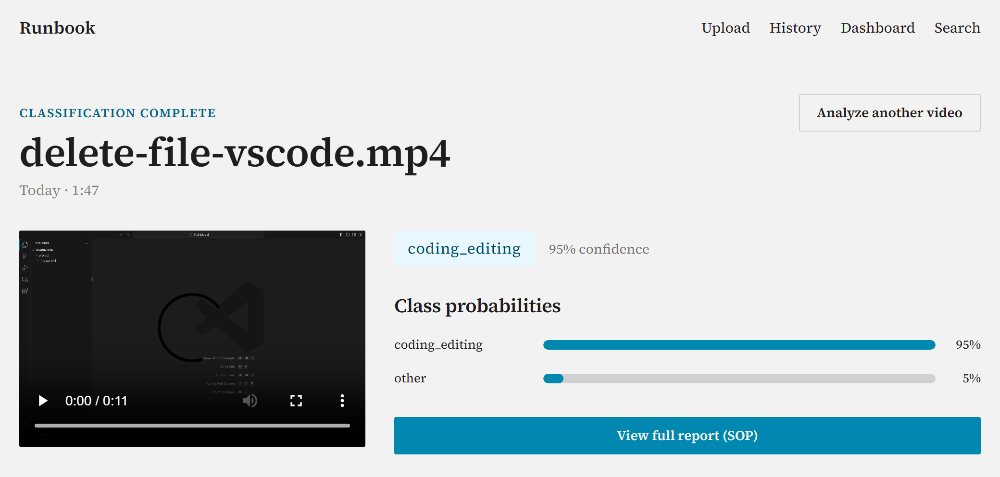 Runbook
Upload History Dashboard Search
CLASSIFICATION COMPLETE
Analyze another video
delete-file-vscode.mp4
Today · 1:47
TrainModai
EXPLORER
TRAINMODAI
project
index.html
Show All Commands
Go to File
Find in Files
Toggle Full Screen
Show Settings
0:00 / 0:11
coding_editing
95% confidence
Class probabilities
coding_editing 95%
other 5%
View full report (SOP)